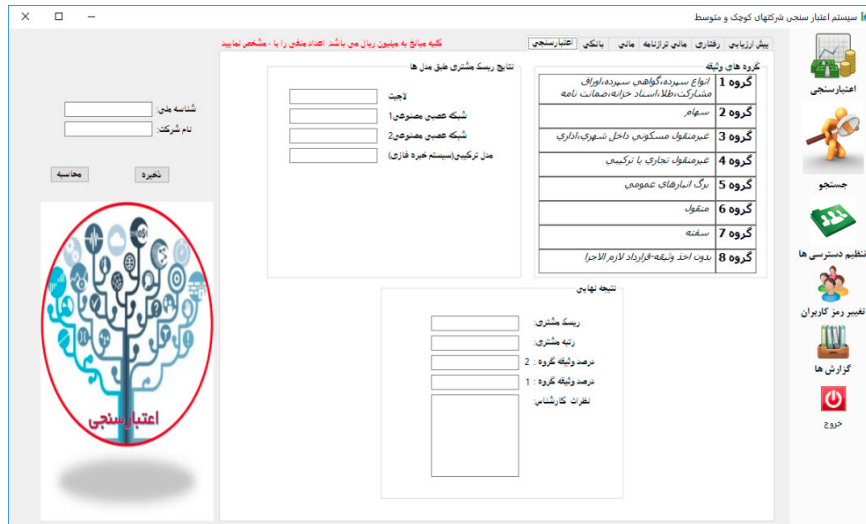 سیستم اعتبار سنجی شرکتهای کوچک و متوسط
اعتبارسنجی
جستجو
تنظیم دسترسی ها
تغییر رمز کاربران
گزارش ها
خروج
پیش ارزیابی
رفتاری
مالی ترازنامه
مالی
بانکی
اعتبارسنجی
کلیه مبالغ به میلیون ریال می باشد. اعداد منفی را با - مشخص نمایید
گروه های وثیقه
گروه 1 انواع سپرده،گواهي سپرده،اوراق
مشاركت،طلا،اسناد خزانه،ضمانت نامه
گروه 2 سهام
گروه 3 غیرمنقول مسکونی داخل شهری،اداری
گروه 4 غیرمنقول تجاري یا ترکیبی
گروه 5 برگ انبارهاي عمومي
گروه 6 منقول
گروه 7 سفته
گروه 8 بدون اخذ وثیقه-قرارداد لازم الاجرا
نتایج ریسک مشتری طبق مدل ها
لاجیت
شبکه عصبی مصنوعی1
شبکه عصبی مصنوعی2
مدل ترکیبی(سیستم خبره فازی)
نتیجه نهایی
ریسک مشتری:
رتبه مشتری:
درصد وثیقه گروه : 2
درصد وثیقه گروه : 1
نظرات کارشناس:
شناسه ملی:
نام شرکت:
ذخیره
محاسبه
اعتبارسنجی